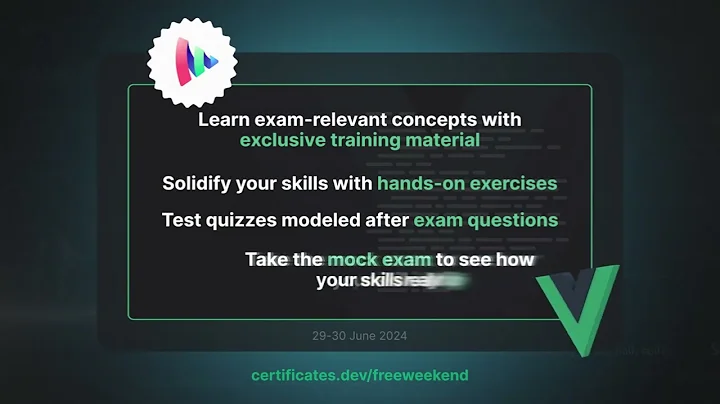 Learn exam-relevant concepts with
exclusive training material
Solidify your skills with hands-on exercises
Test quizzes modeled after exam questions
Take the mock exam to see how
your skills
29-30 June 2024
certificates.dev/freeweekend